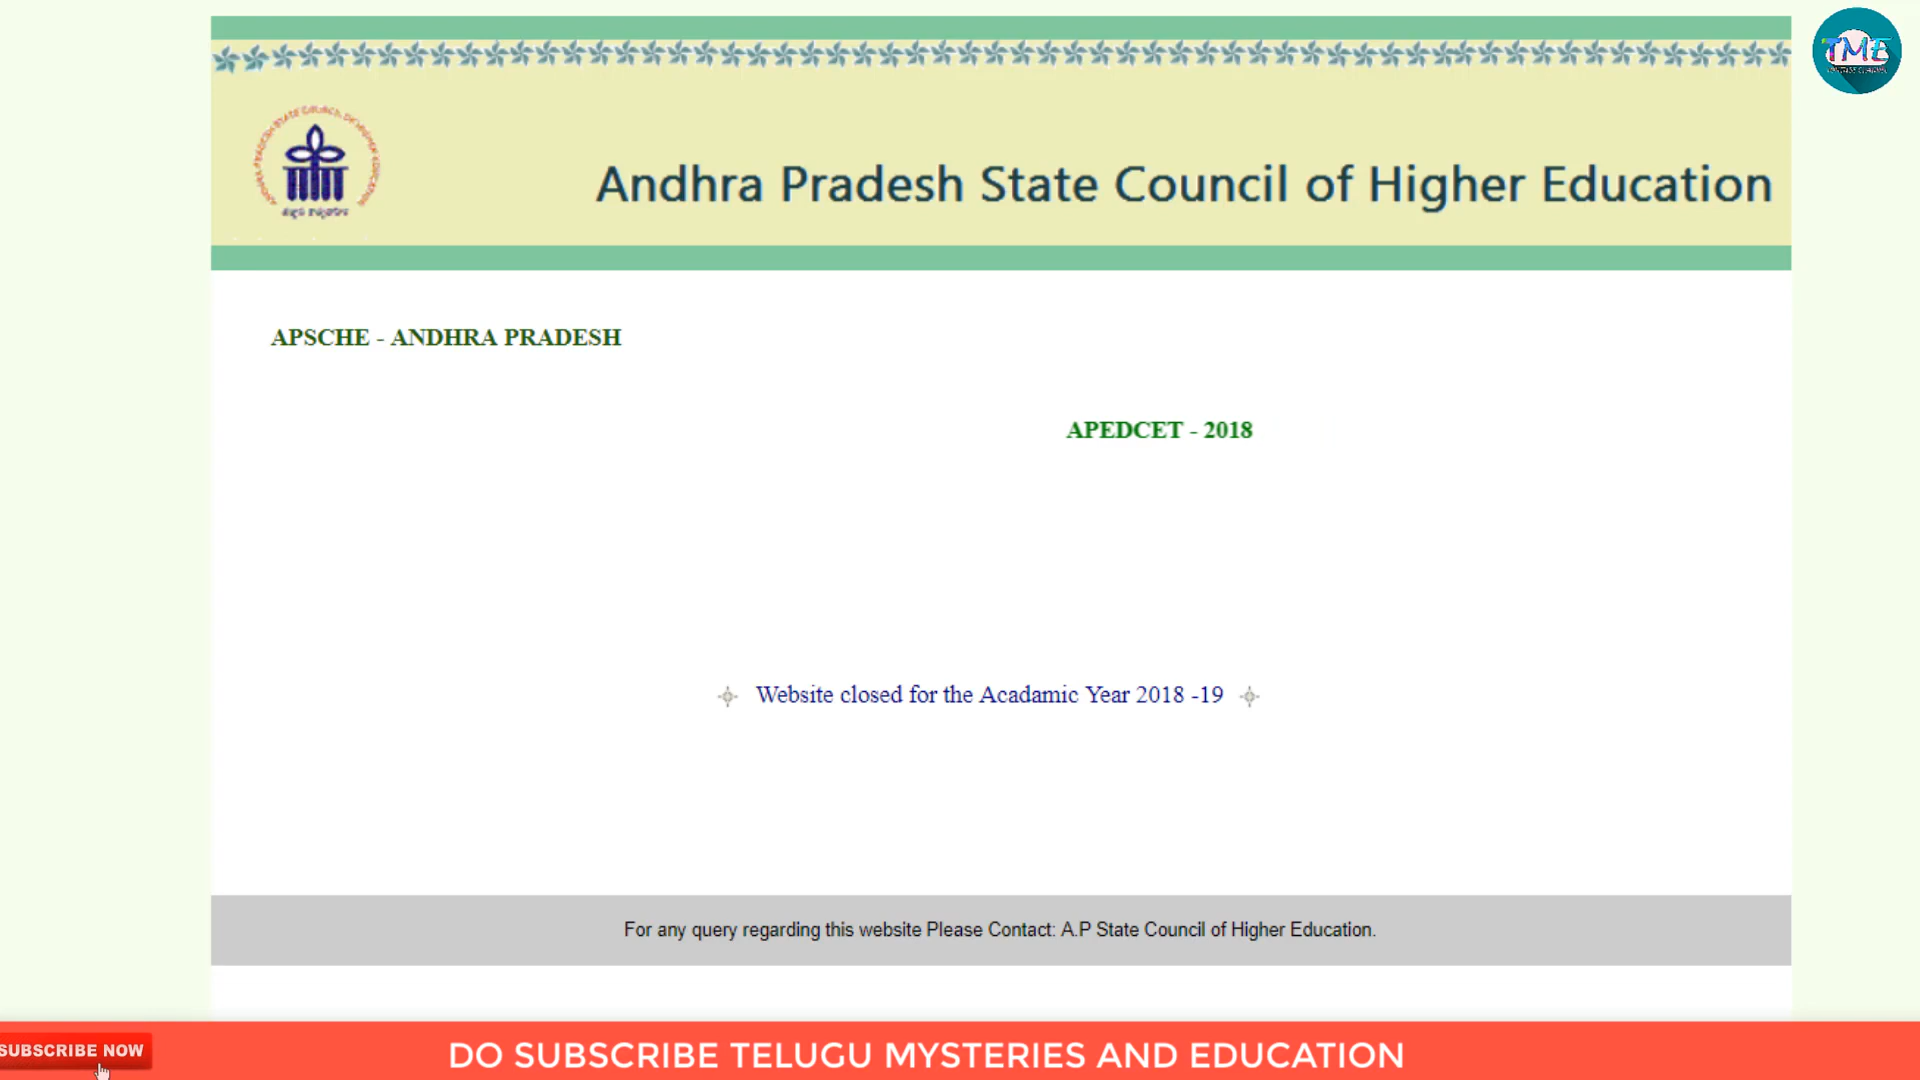 TME
Andhra Pradesh State Council of Higher Education
APSCHE - ANDHRA PRADESH
APEDCET - 2018
Website closed for the Acadamic Year 2018 -19
For any query regarding this website Please Contact: A.P State Council of Higher Education.
SUBSCRIBE NOW
DO SUBSCRIBE TELUGU MYSTERIES AND EDUCATION